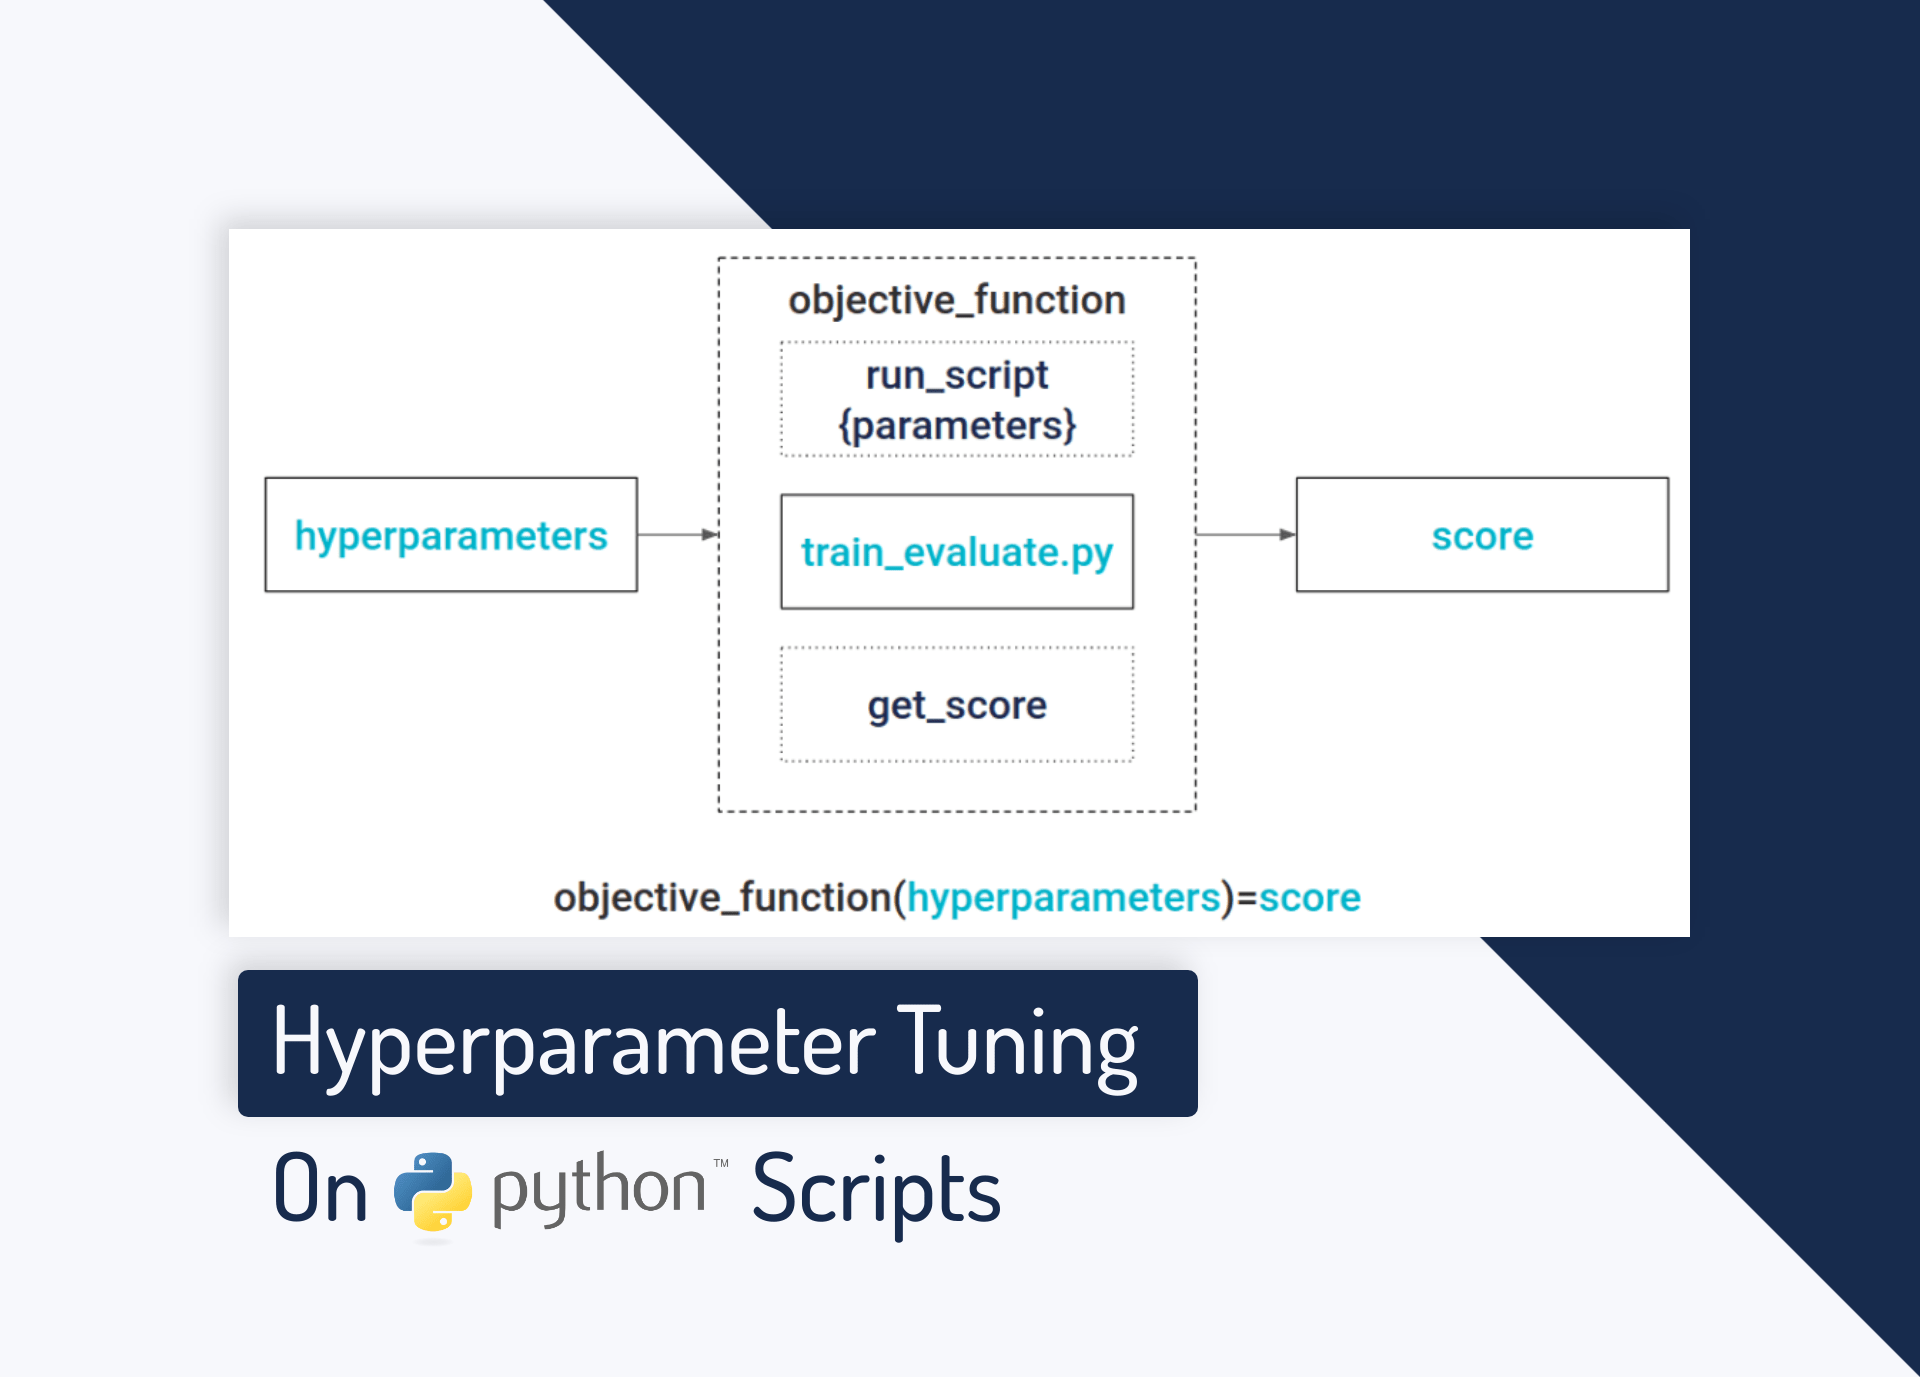 objective_function
run_script
{parameters}
hyperparameters
train_evaluate.py
score
get_score
objective_function(hyperparameters)=score
Hyperparameter Tuning
On python™ Scripts